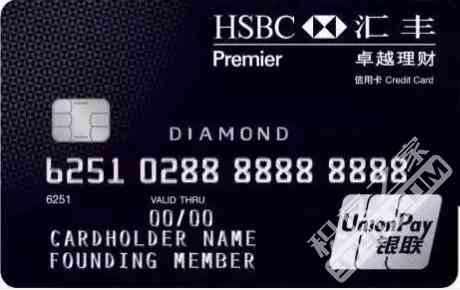 HSBC 汇丰
Premier 卓越理财
信用卡 Credit Card
DIAMOND
6251 0288 8888 8888
6251
VALID THRU
00/00
CARDHOLDER NAME
FOUNDING MEMBER
UnionPay
银联